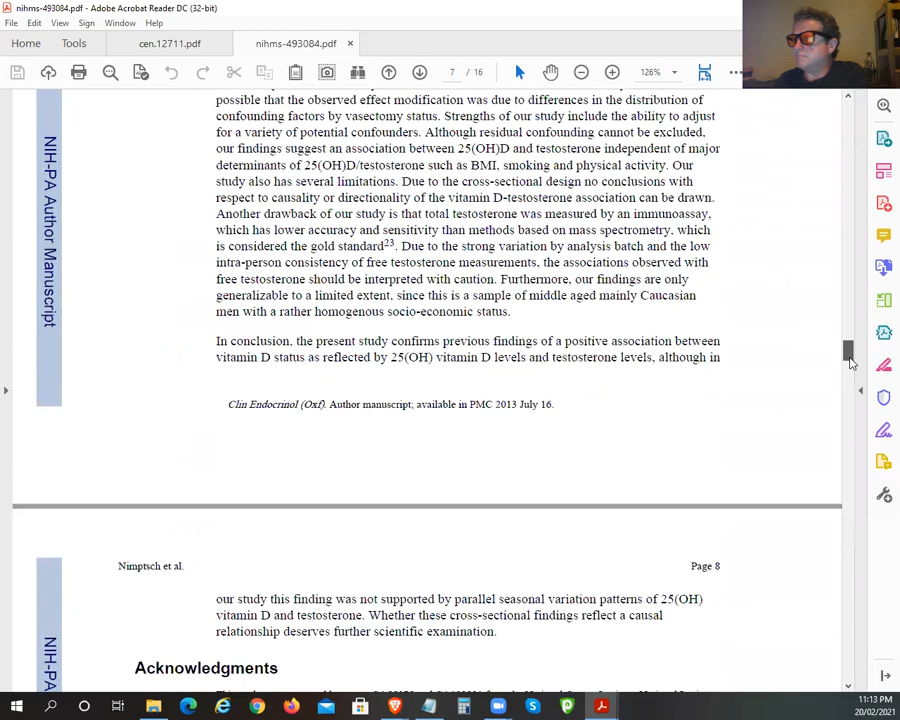 nihms-493084.pdf - Adobe Acrobat Reader DC (32-bit)
File Edit View Sign Window Help
Home Tools cen.12711.pdf nihms-493084.pdf ×
7 / 16 126%
possible that the observed effect modification was due to differences in the distribution of
confounding factors by vasectomy status. Strengths of our study include the ability to adjust
for a variety of potential confounders. Although residual confounding cannot be excluded,
our findings suggest an association between 25(OH)D and testosterone independent of major
determinants of 25(OH)D/testosterone such as BMI, smoking and physical activity. Our
study also has several limitations. Due to the cross-sectional design no conclusions with
respect to causality or directionality of the vitamin D-testosterone association can be drawn.
Another drawback of our study is that total testosterone was measured by an immunoassay,
which has lower accuracy and sensitivity than methods based on mass spectrometry, which
is considered the gold standard23. Due to the strong variation by analysis batch and the low
intra-person consistency of free testosterone measurements, the associations observed with
free testosterone should be interpreted with caution. Furthermore, our findings are only
generalizable to a limited extent, since this is a sample of middle aged mainly Caucasian
men with a rather homogenous socio-economic status.
In conclusion, the present study confirms previous findings of a positive association between
vitamin D status as reflected by 25(OH) vitamin D levels and testosterone levels, although in
NIH-PA Author Manuscript
Clin Endocrinol (Oxf). Author manuscript; available in PMC 2013 July 16.
Nimptsch et al. Page 8
our study this finding was not supported by parallel seasonal variation patterns of 25(OH)
vitamin D and testosterone. Whether these cross-sectional findings reflect a causal
relationship deserves further scientific examination.
NIH-PA
Acknowledgments
11:13 PM
20/02/2021